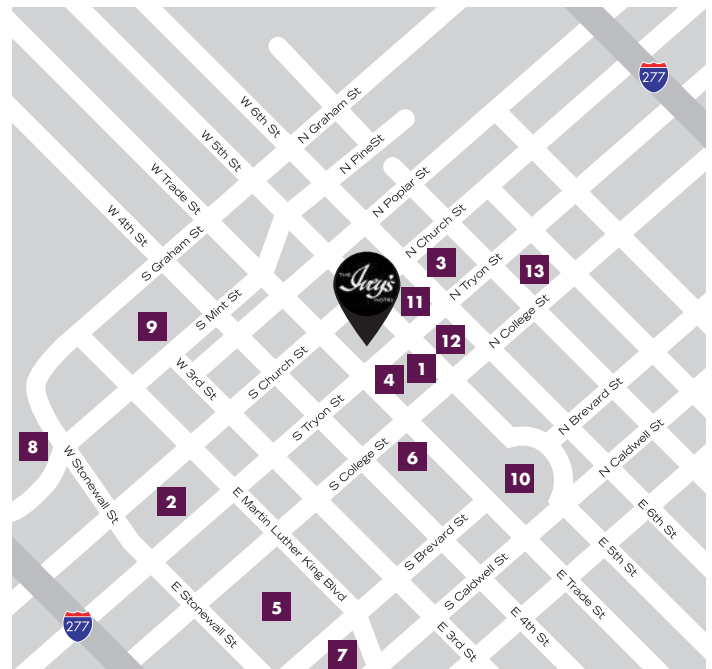 277
W 6th St
N Graham St
W 5th St
N PineSt
W Trade St
N Poplar St
W 4th St
N Church St
S Graham St
3
N Tryon St
13
THE
Ivey's
HOTEL
11
S Mint St
N College St
9
12
W 3rd St
S Church St
4
1
S Tryon St
N Brevard St
8
W Stonewall St
S College St
6
N Caldwell St
10
2
E Martin Luther King Blvd
E 6th St
S Brevard St
E 5th St
S Caldwell St
E Trade St
5
E Stonewall St
E 4th St
277
E 3rd St
7